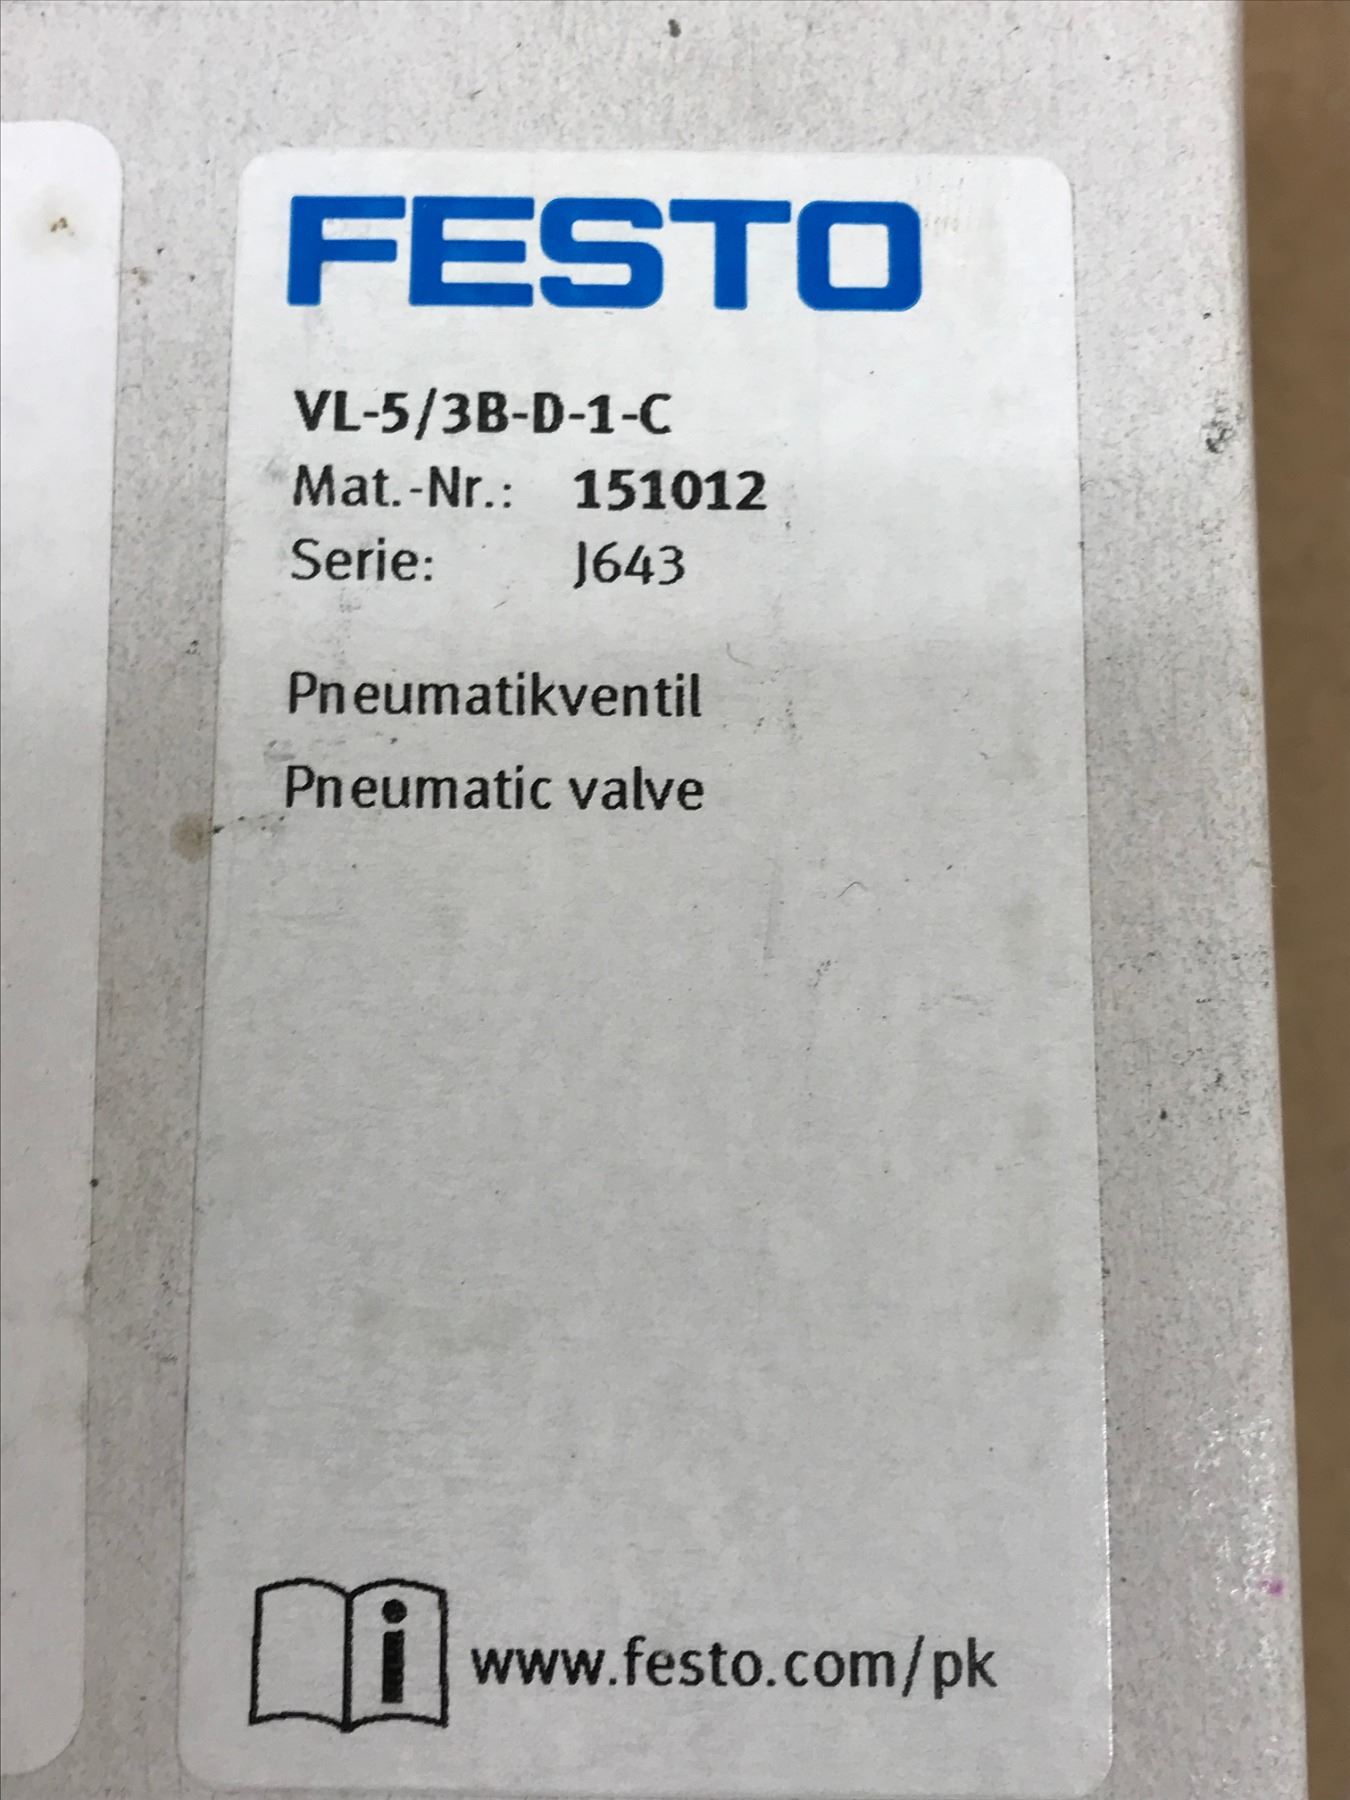 FESTO
VL-5/3B-D-1-C
Mat.-Nr.: 151012
Serie: J643
Pneumatikventil
Pneumatic valve
i www.festo.com/pk